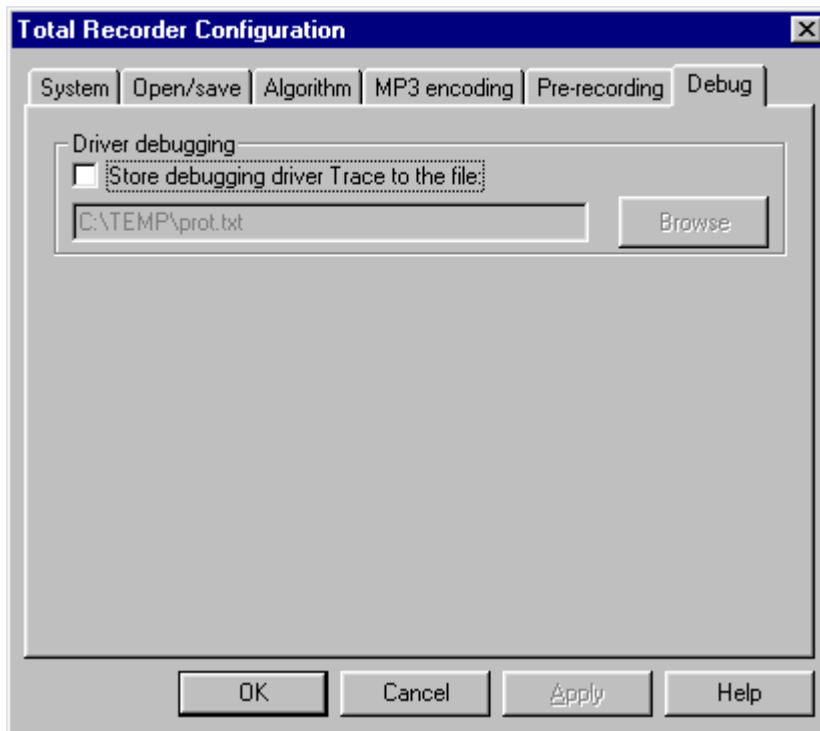 Total Recorder Configuration
System Open/save Algorithm MP3 encoding Pre-recording Debug
Driver debugging
Store debugging driver Trace to the file:
C:\TEMP\prot.txt Browse
OK Cancel Apply Help